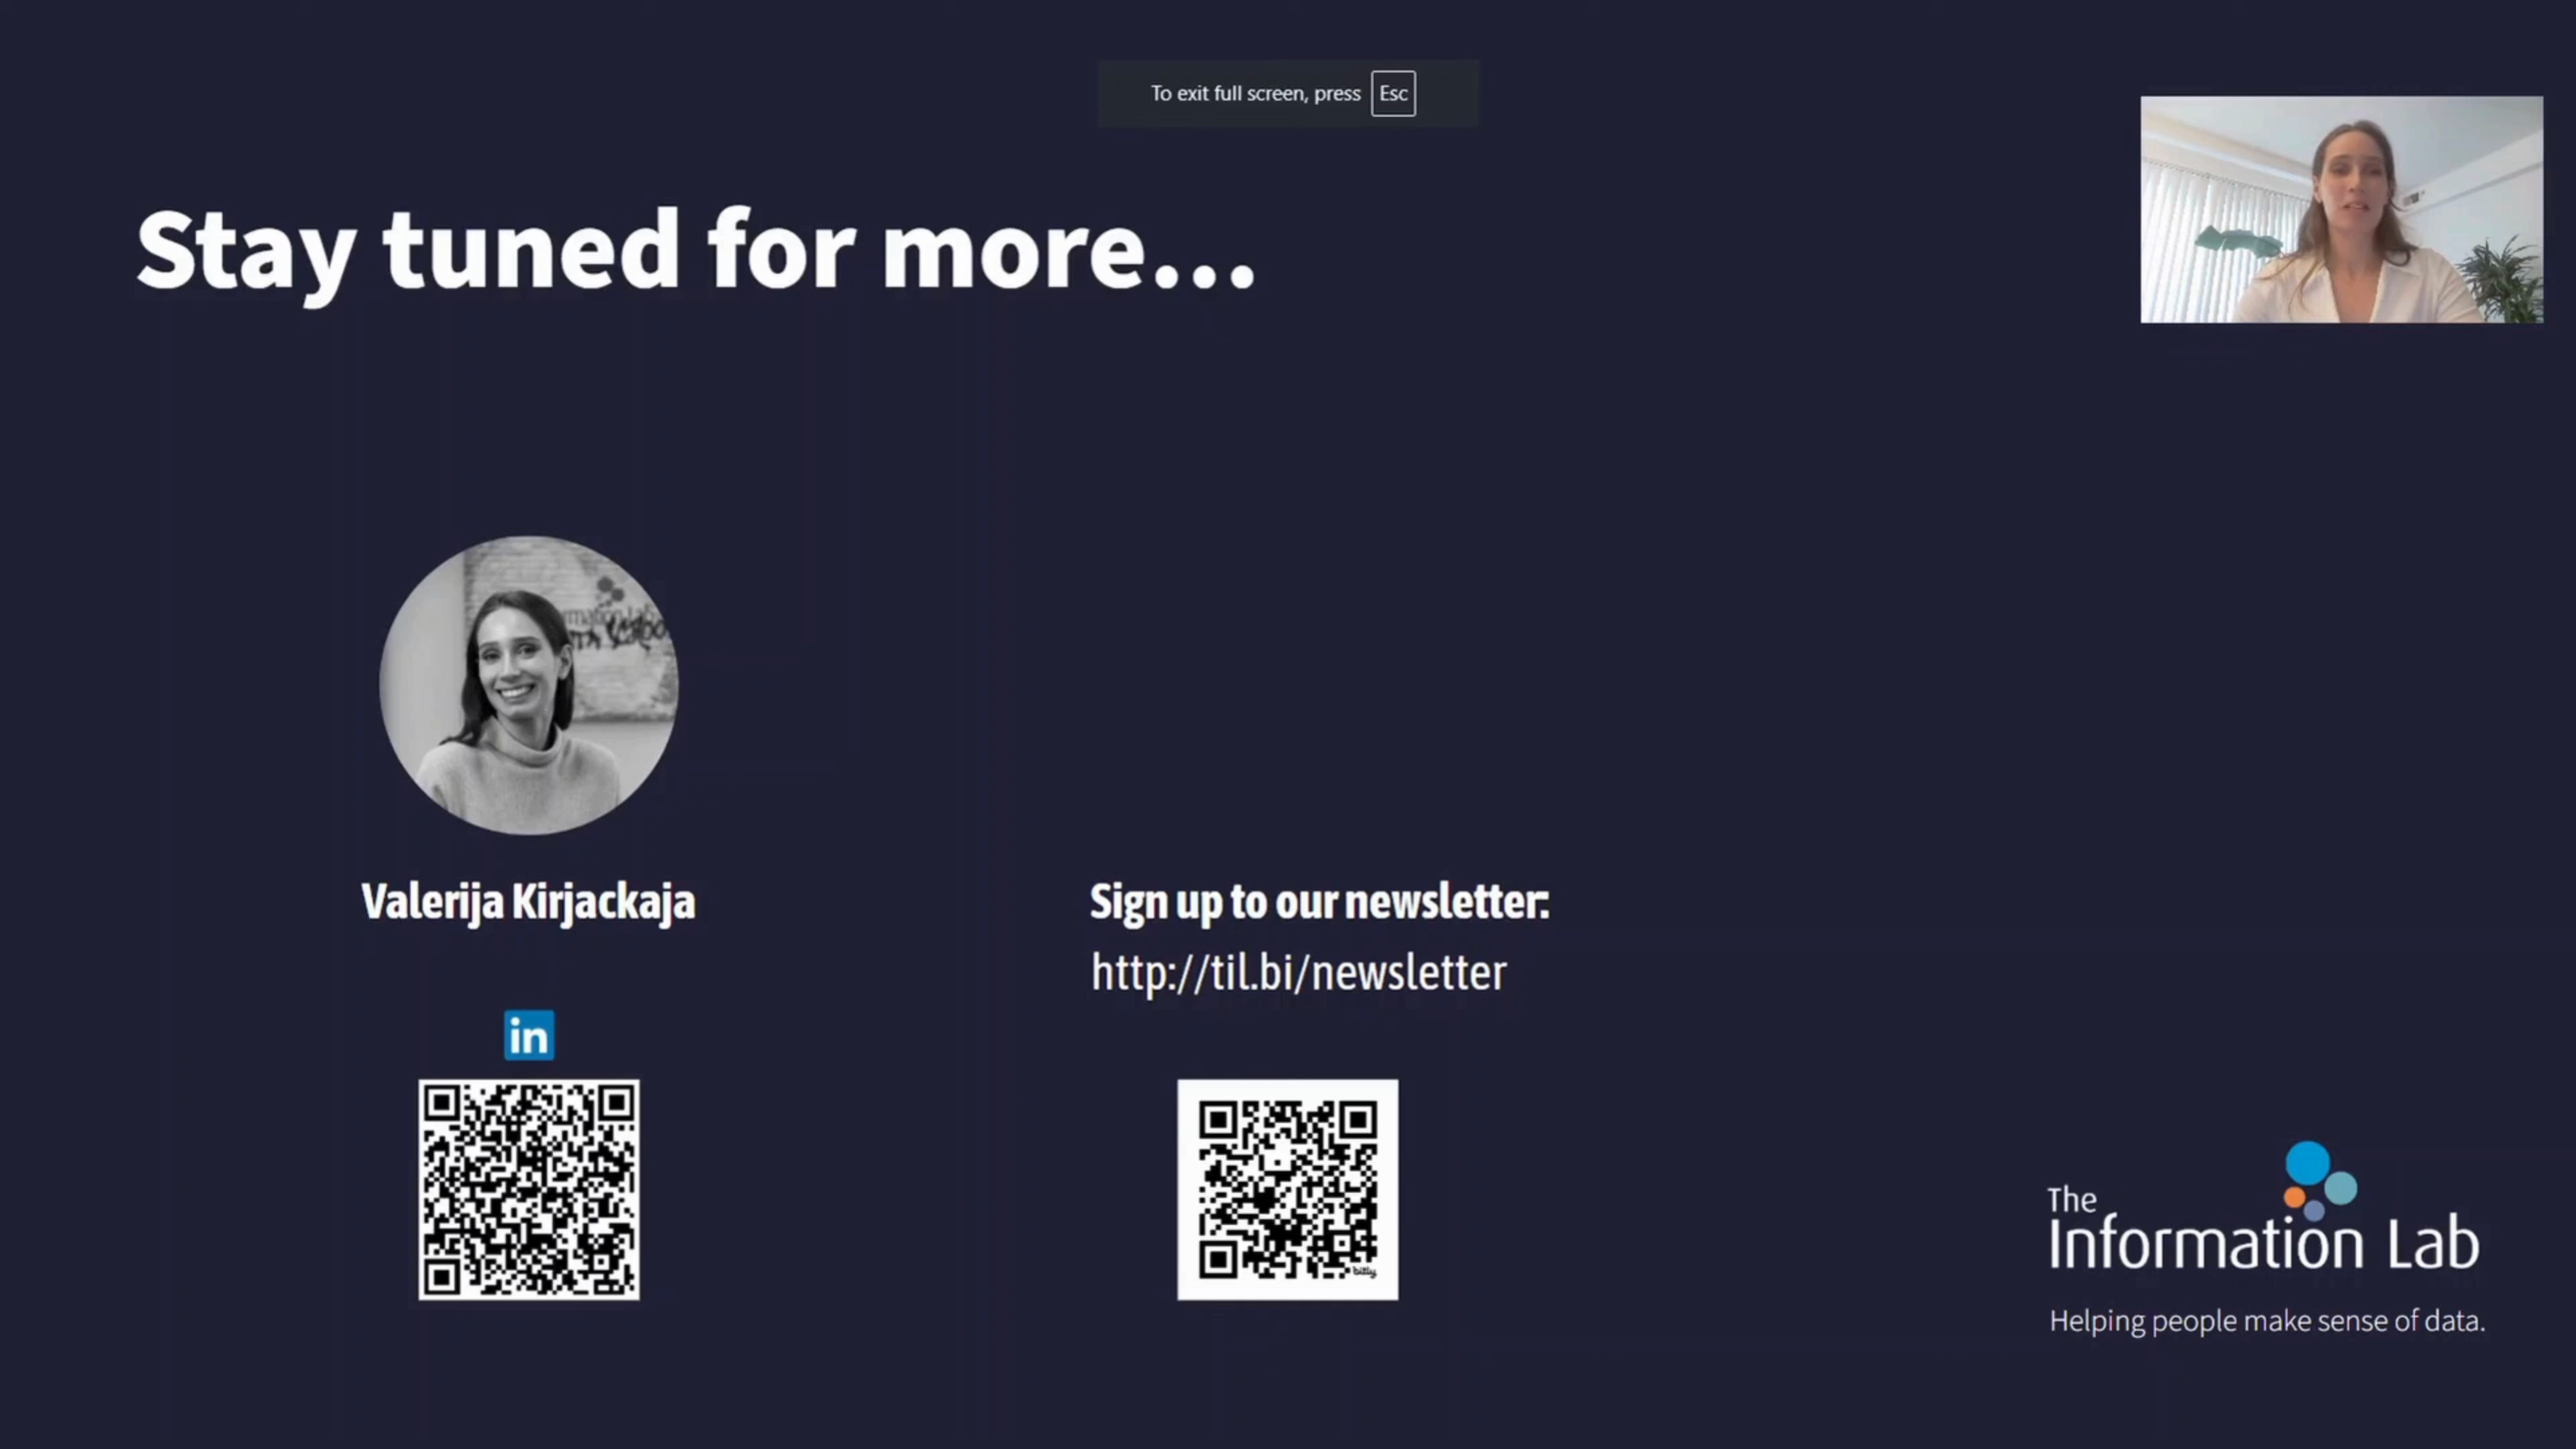 To exit full screen, press Esc
Stay tuned for more...
Valerija Kirjackaja
in
Sign up to our newsletter:
http://til.bi/newsletter
bitly
The
Information Lab
Helping people make sense of data.